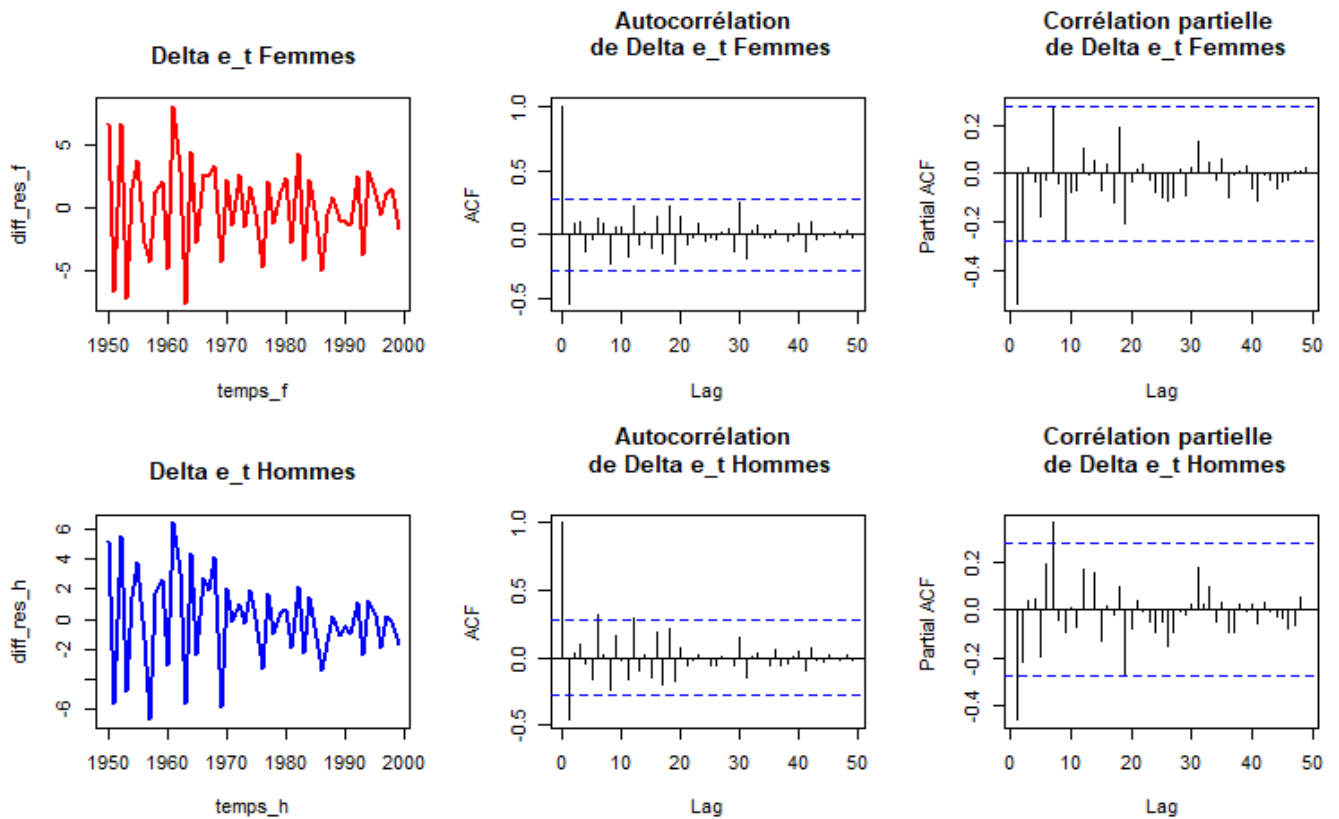 Delta e_t Femmes
diff_res_f
5
0
-5
1950 1960 1970 1980 1990 2000
temps_f
Autocorrélation
de Delta e_t Femmes
ACF
1.0
0.5
0.0
-0.5
0 10 20 30 40 50
Lag
Corrélation partielle
de Delta e_t Femmes
Partial ACF
0.2
0.0
-0.2
-0.4
0 10 20 30 40 50
Lag
Delta e_t Hommes
diff_res_h
6
4
2
0
-2
-6
1950 1960 1970 1980 1990 2000
temps_h
Autocorrélation
de Delta e_t Hommes
ACF
1.0
0.5
0.0
-0.5
0 10 20 30 40 50
Lag
Corrélation partielle
de Delta e_t Hommes
Partial ACF
0.2
0.0
-0.2
-0.4
0 10 20 30 40 50
Lag